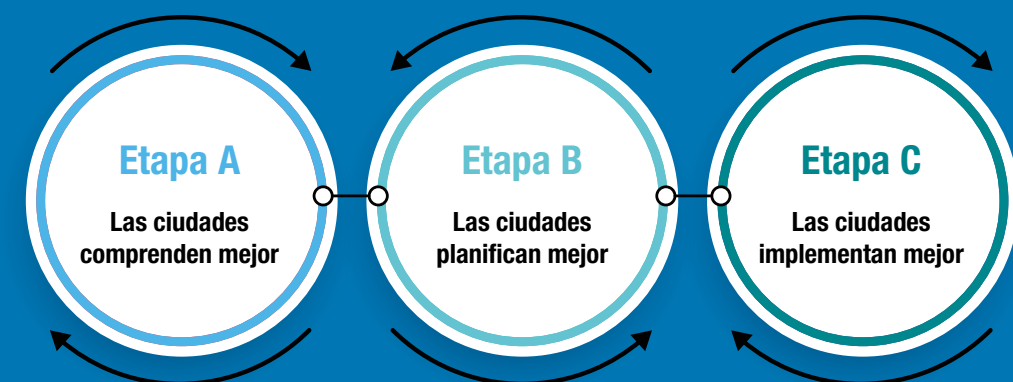 Etapa A
Las ciudades
comprenden mejor
Etapa B
Las ciudades
planifican mejor
Etapa C
Las ciudades
implementan mejor